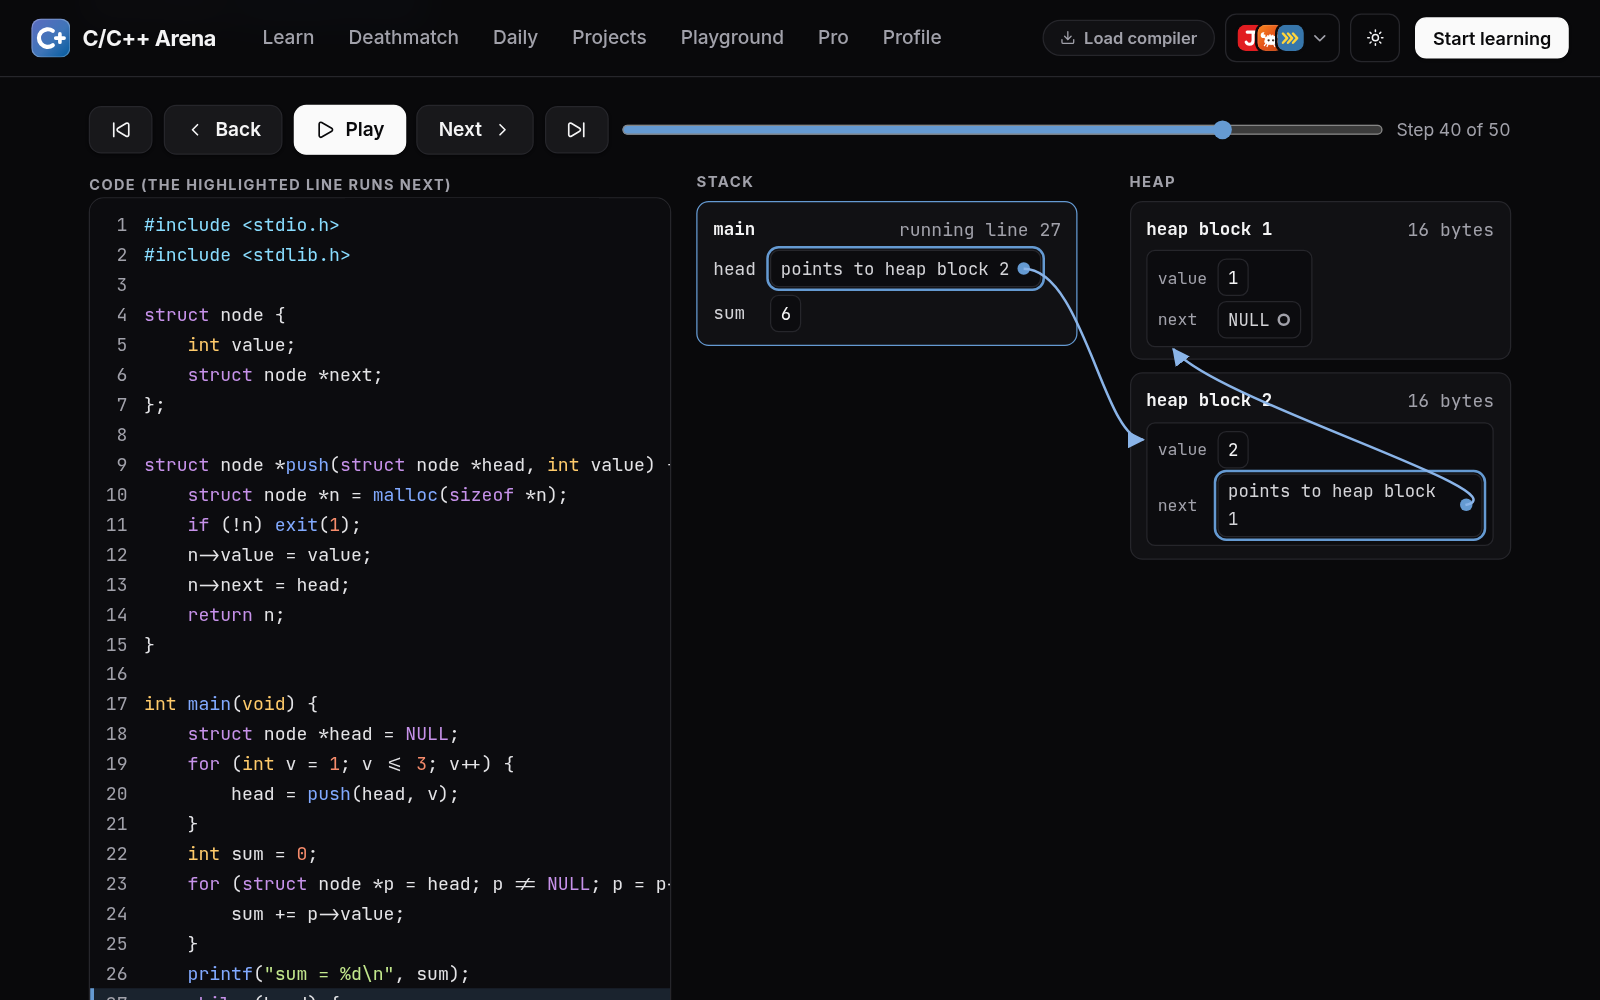 C/C++ Arena
Learn
Deathmatch
Daily
Projects
Playground
Pro
Profile
Load compiler
Start learning
Back
Play
Next
Step 40 of 50
CODE (THE HIGHLIGHTED LINE RUNS NEXT)
1 #include <stdio.h>
2 #include <stdlib.h>
3
4 struct node {
5     int value;
6     struct node *next;
7 };
8
9 struct node *push(struct node *head, int value)
10     struct node *n = malloc(sizeof *n);
11     if (!n) exit(1);
12     n->value = value;
13     n->next = head;
14     return n;
15 }
16
17 int main(void) {
18     struct node *head = NULL;
19     for (int v = 1; v <= 3; v++) {
20         head = push(head, v);
21     }
22     int sum = 0;
23     for (struct node *p = head; p != NULL; p = p
24         sum += p->value;
25     }
26     printf("sum = %d\n", sum);
STACK
main
running line 27
head points to heap block 2
sum 6
HEAP
heap block 1
16 bytes
value 1
next NULL
heap block 2
16 bytes
value 2
next points to heap block
1